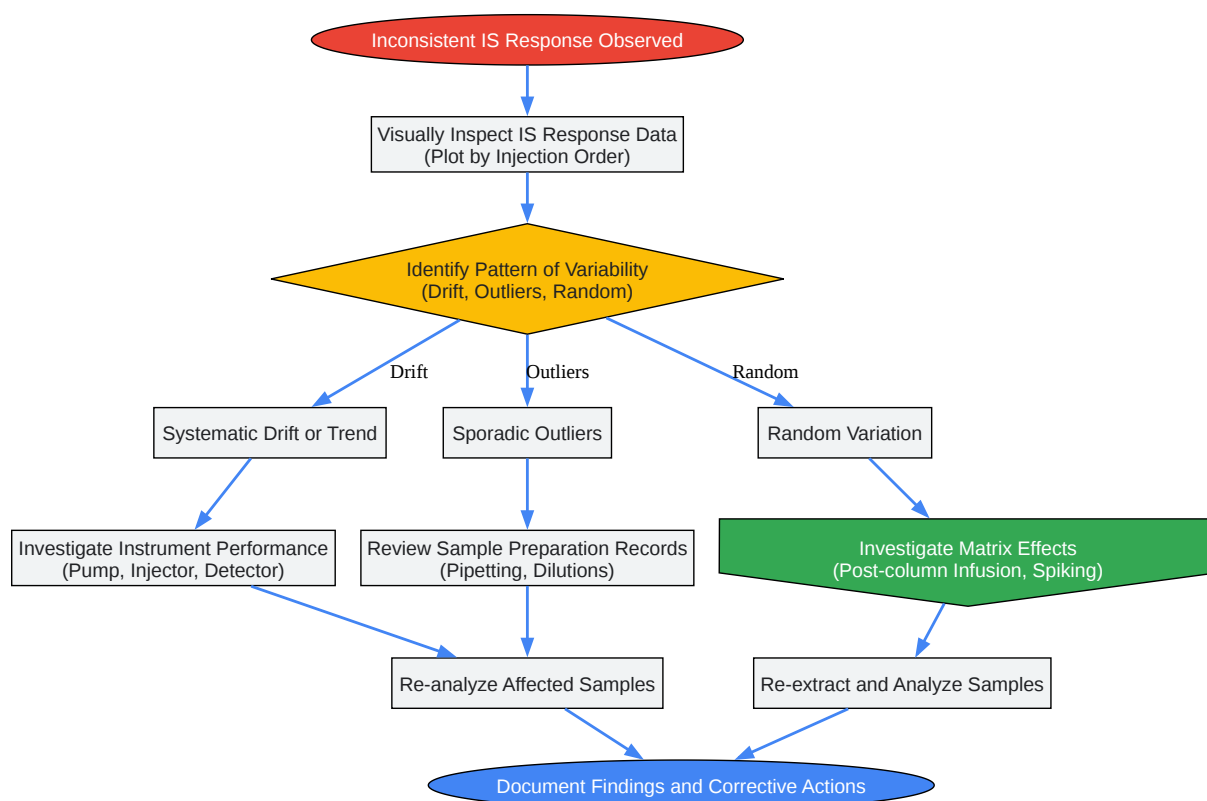 Inconsistent IS Response Observed
Visually Inspect IS Response Data
(Plot by Injection Order)
Identify Pattern of Variability
(Drift, Outliers, Random)
Drift
Outliers
Random
Systematic Drift or Trend
Sporadic Outliers
Random Variation
Investigate Instrument Performance
(Pump, Injector, Detector)
Review Sample Preparation Records
(Pipetting, Dilutions)
Investigate Matrix Effects
(Post-column Infusion, Spiking)
Re-analyze Affected Samples
Re-extract and Analyze Samples
Document Findings and Corrective Actions